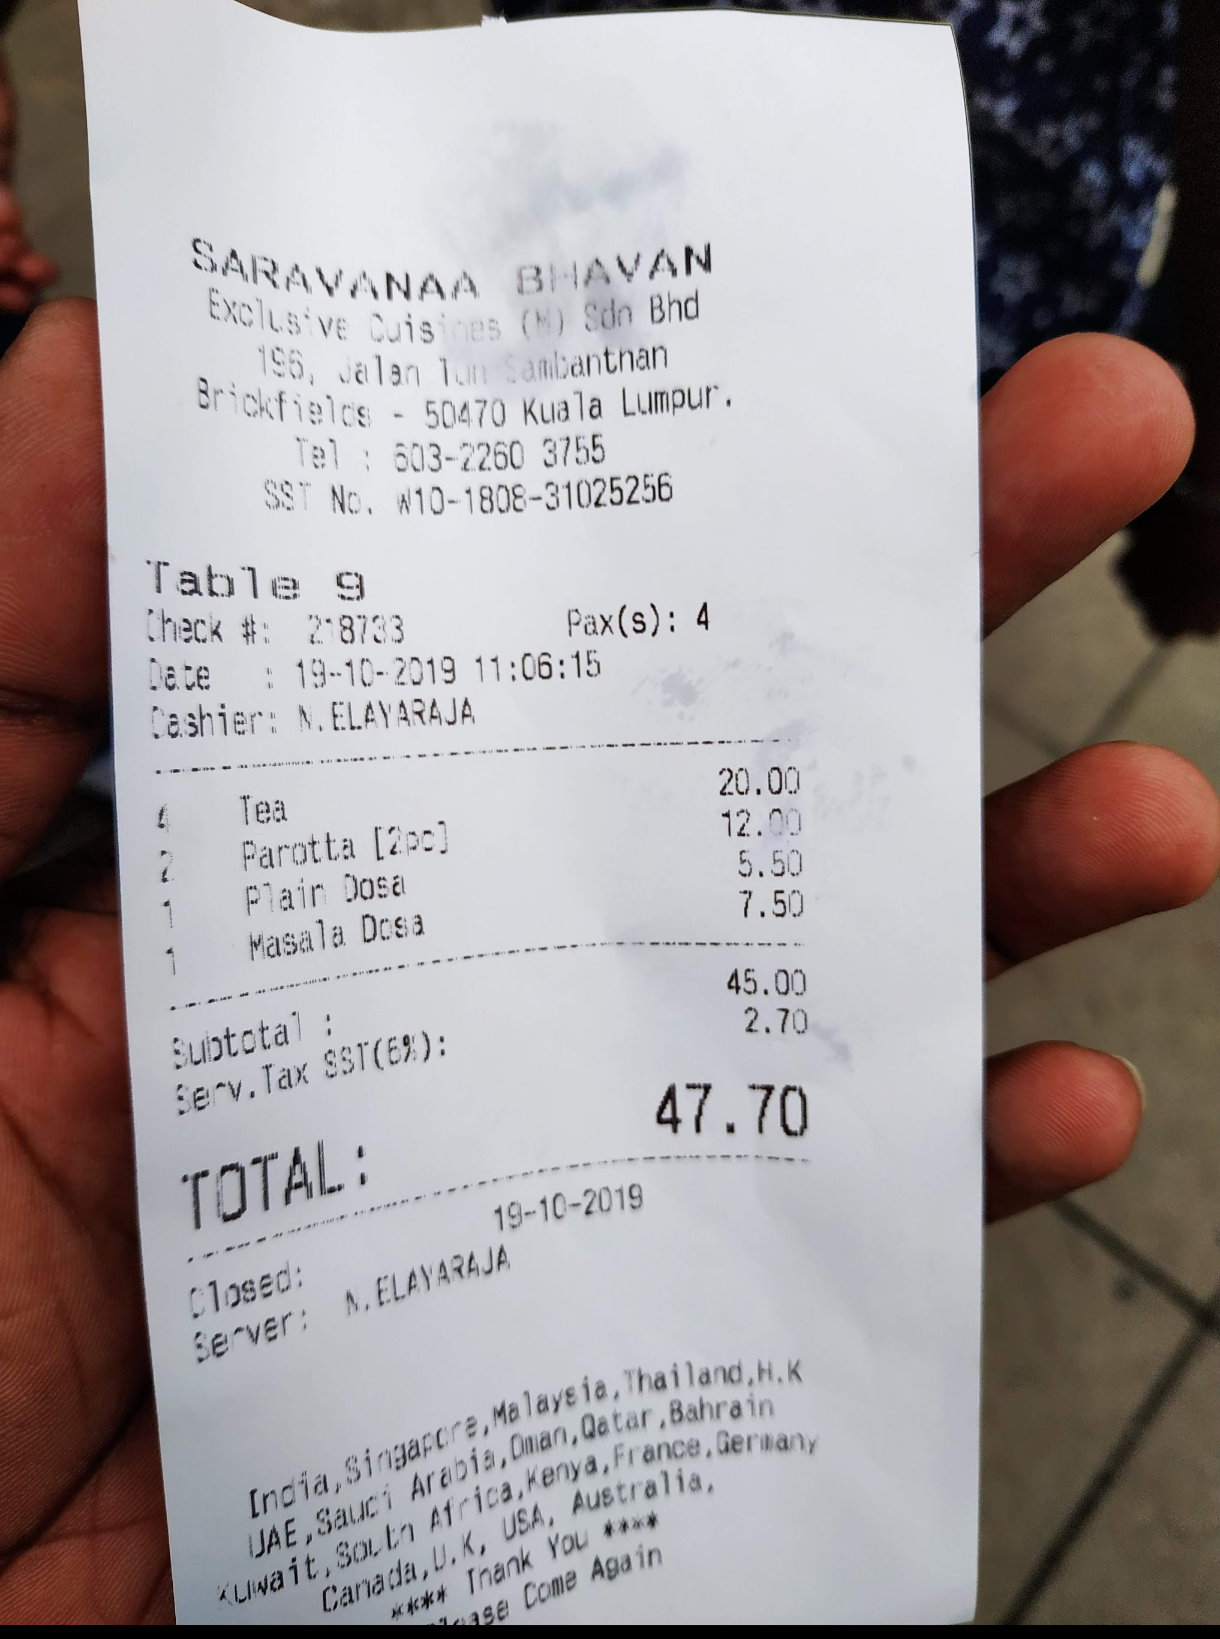 SARAVANAA BHAVAN
Exclusive Cuisines (M) Sdn Bhd
196, Jalan Tun Sambanthan
Brickfields - 50470 Kuala Lumpur.
Tel : 603-2260 3755
SST No. W10-1808-31025256
Table 9
Check #: 218733 Pax(s): 4
Date : 19-10-2019 11:06:15
Cashier: N.ELAYARAJA
4 Tea 20.00
2 Parotta [2pc] 12.00
1 Plain Dosa 5.50
1 Masala Dosa 7.50
Subtotal : 45.00
Serv.Tax SST(6%): 2.70
TOTAL: 47.70
Closed: 19-10-2019
Server: N.ELAYARAJA
India,Singapore,Malaysia,Thailand,H.K
UAE,Saudi Arabia,Oman,Qatar,Bahrain
Kuwait,South Africa,Kenya,France,Germany
Canada,U.K, USA, Australia,
**** Thank You ****
Please Come Again